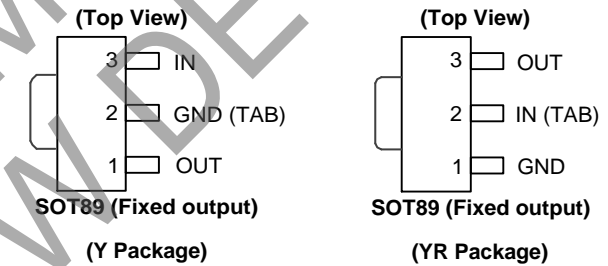 (Top View)
3 IN
2 GND (TAB)
1 OUT
SOT89 (Fixed output)
(Y Package)
(Top View)
3 OUT
2 IN (TAB)
1 GND
SOT89 (Fixed output)
(YR Package)